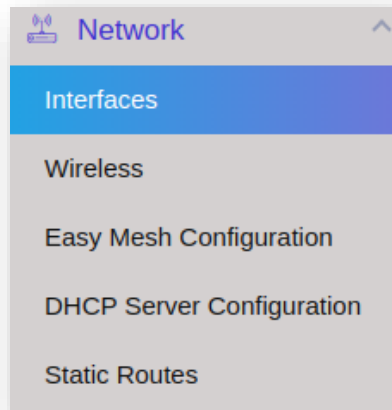 Network
Interfaces
Wireless
Easy Mesh Configuration
DHCP Server Configuration
Static Routes